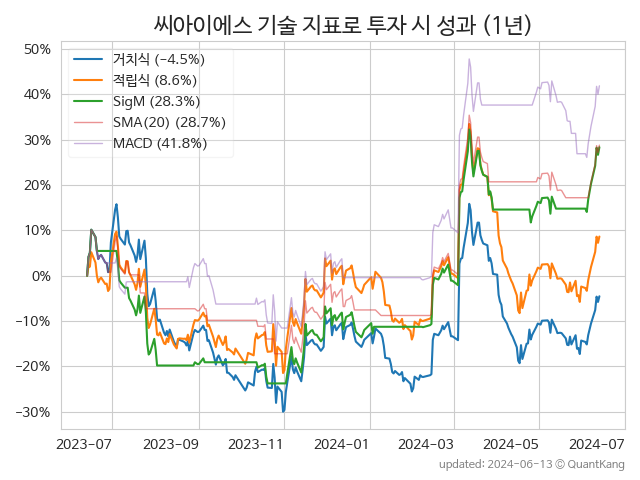 씨아이에스 기술 지표로 투자 시 성과 (1년)
거치식 (−4.5%)
적립식 (8.6%)
SigM (28.3%)
SMA(20) (28.7%)
MACD (41.8%)
50%
40%
30%
20%
10%
0%
−10%
−20%
−30%
2023-07 2023-09 2023-11 2024-01 2024-03 2024-05 2024-07
updated: 2024-06-13 ⓒ QuantKang